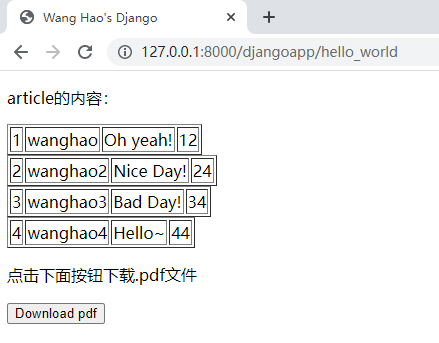 Wang Hao's Django
127.0.0.1:8000/djangoapp/hello_world
article的内容：
1 wanghao Oh yeah! 12
2 wanghao2 Nice Day! 24
3 wanghao3 Bad Day! 34
4 wanghao4 Hello~ 44
点击下面按钮下载.pdf文件
Download pdf